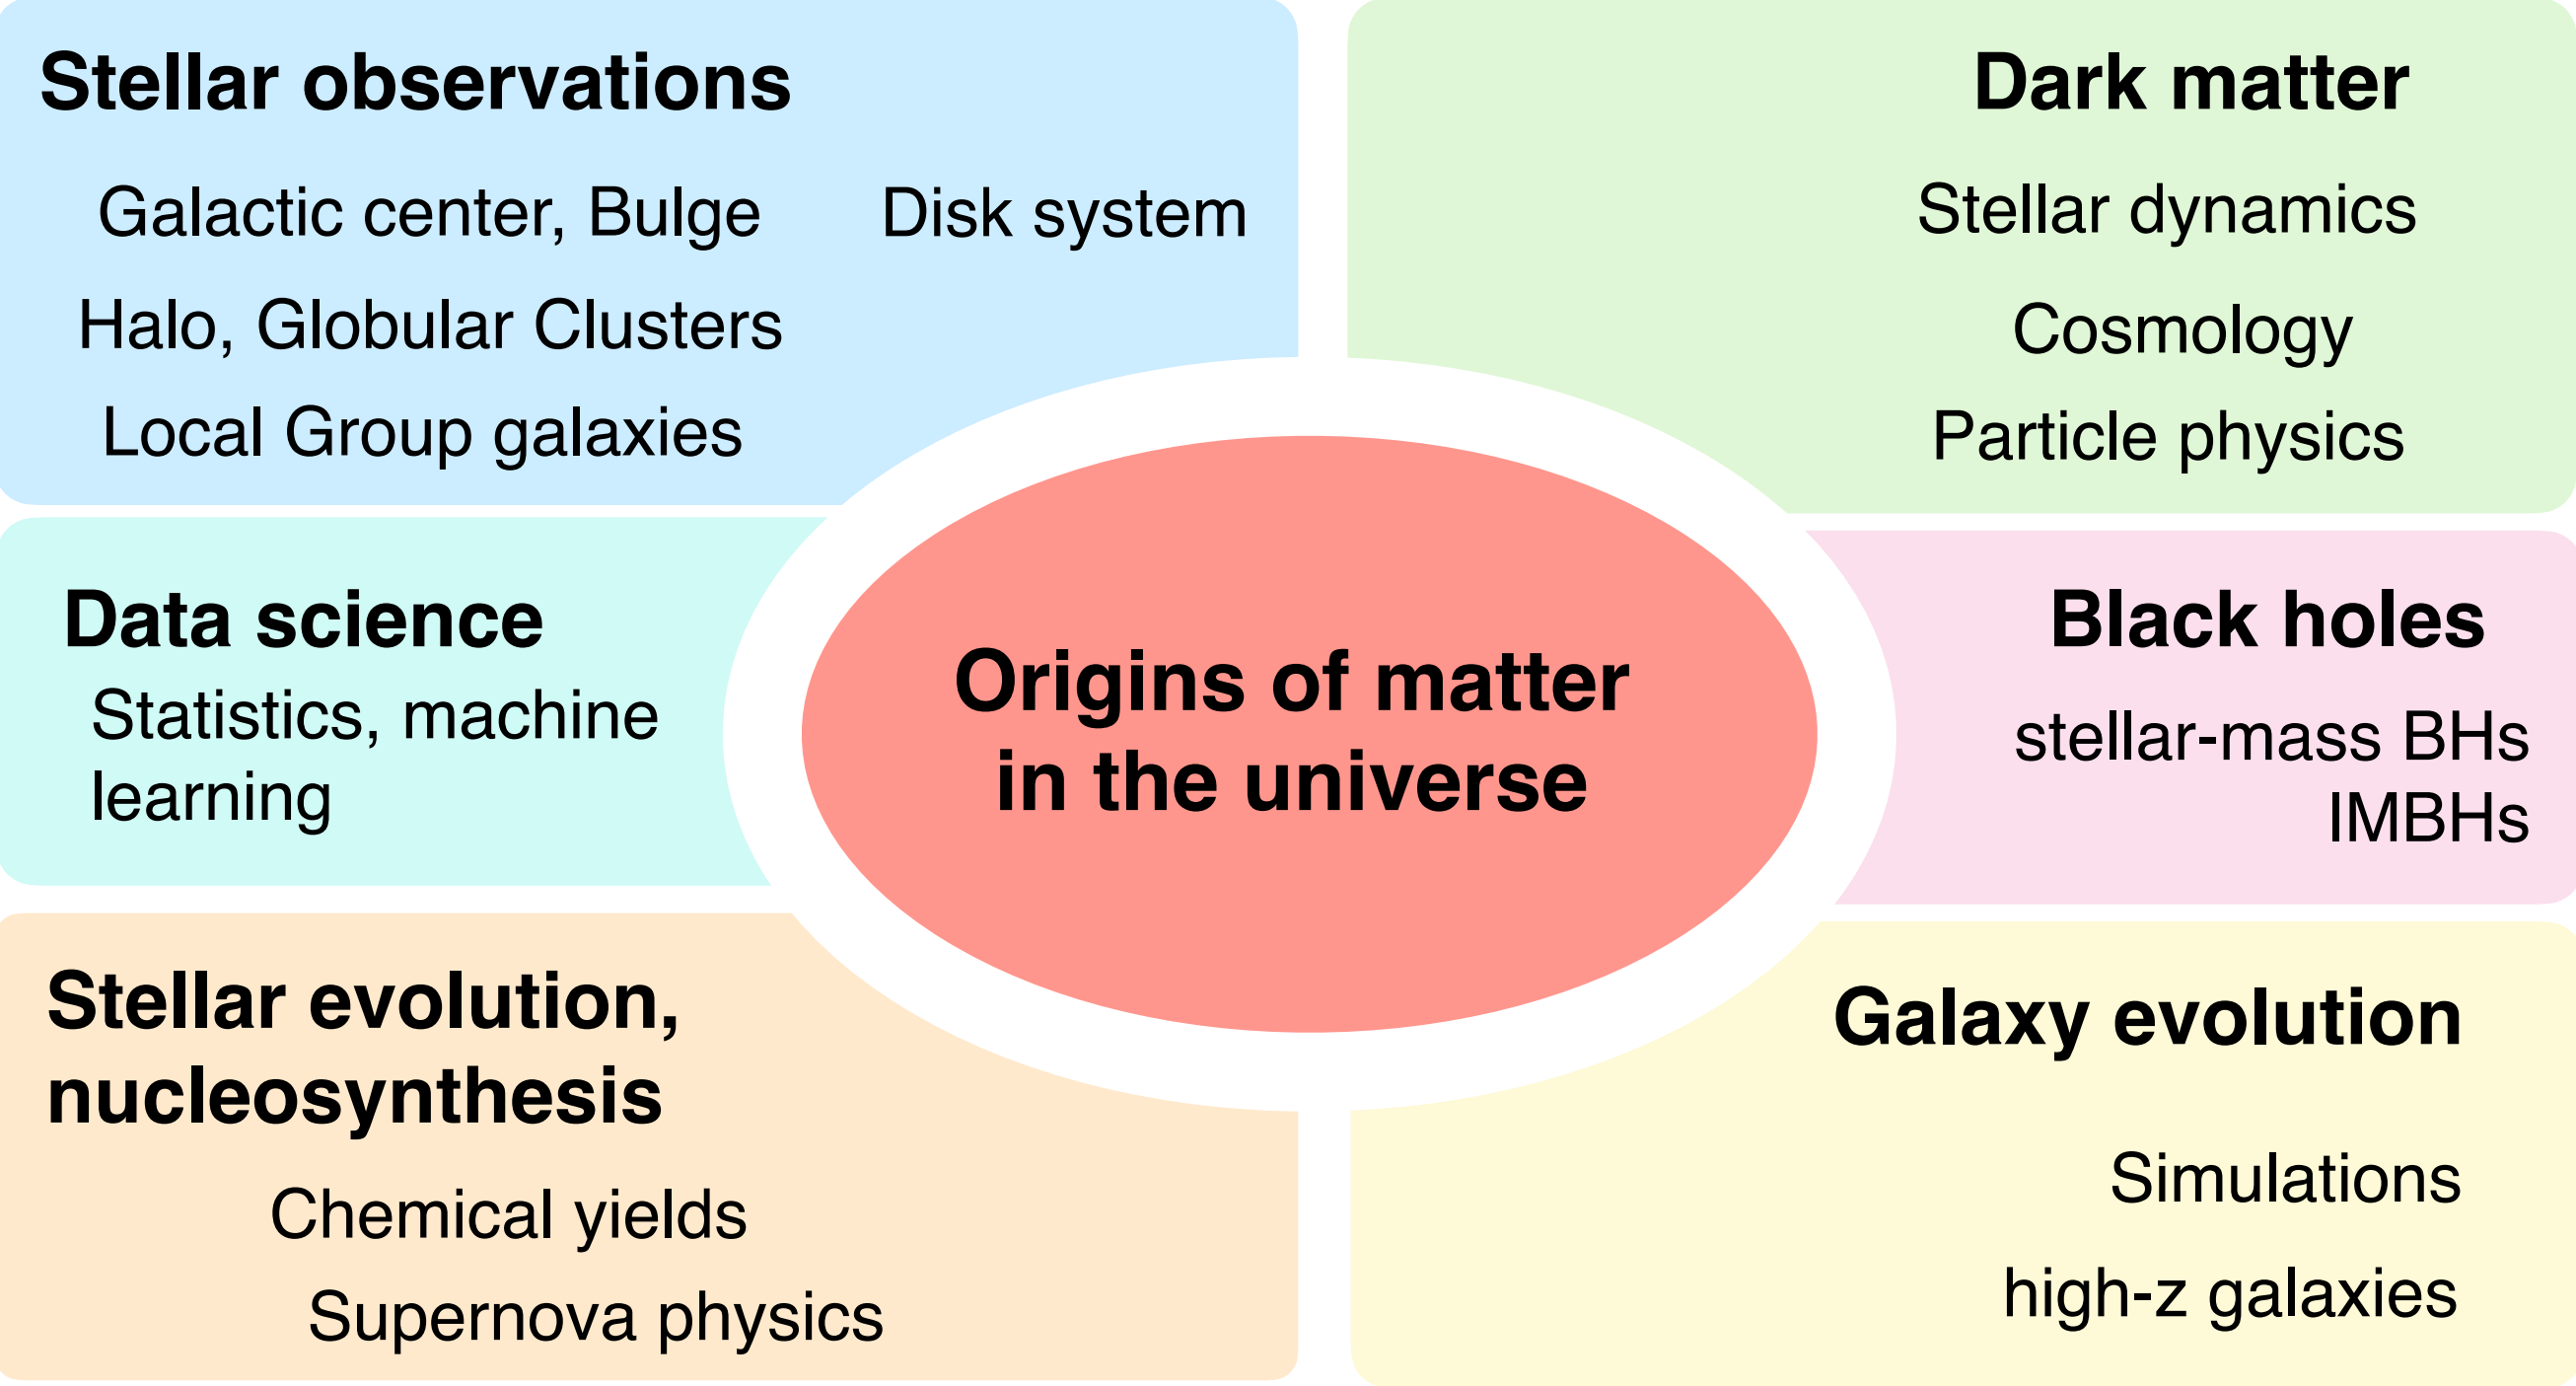 Stellar observations
Galactic center, Bulge
Disk system
Halo, Globular Clusters
Local Group galaxies
Dark matter
Stellar dynamics
Cosmology
Particle physics
Data science
Statistics, machine
learning
Origins of matter
in the universe
Black holes
stellar-mass BHs
IMBHs
Stellar evolution,
nucleosynthesis
Chemical yields
Supernova physics
Galaxy evolution
Simulations
high-z galaxies